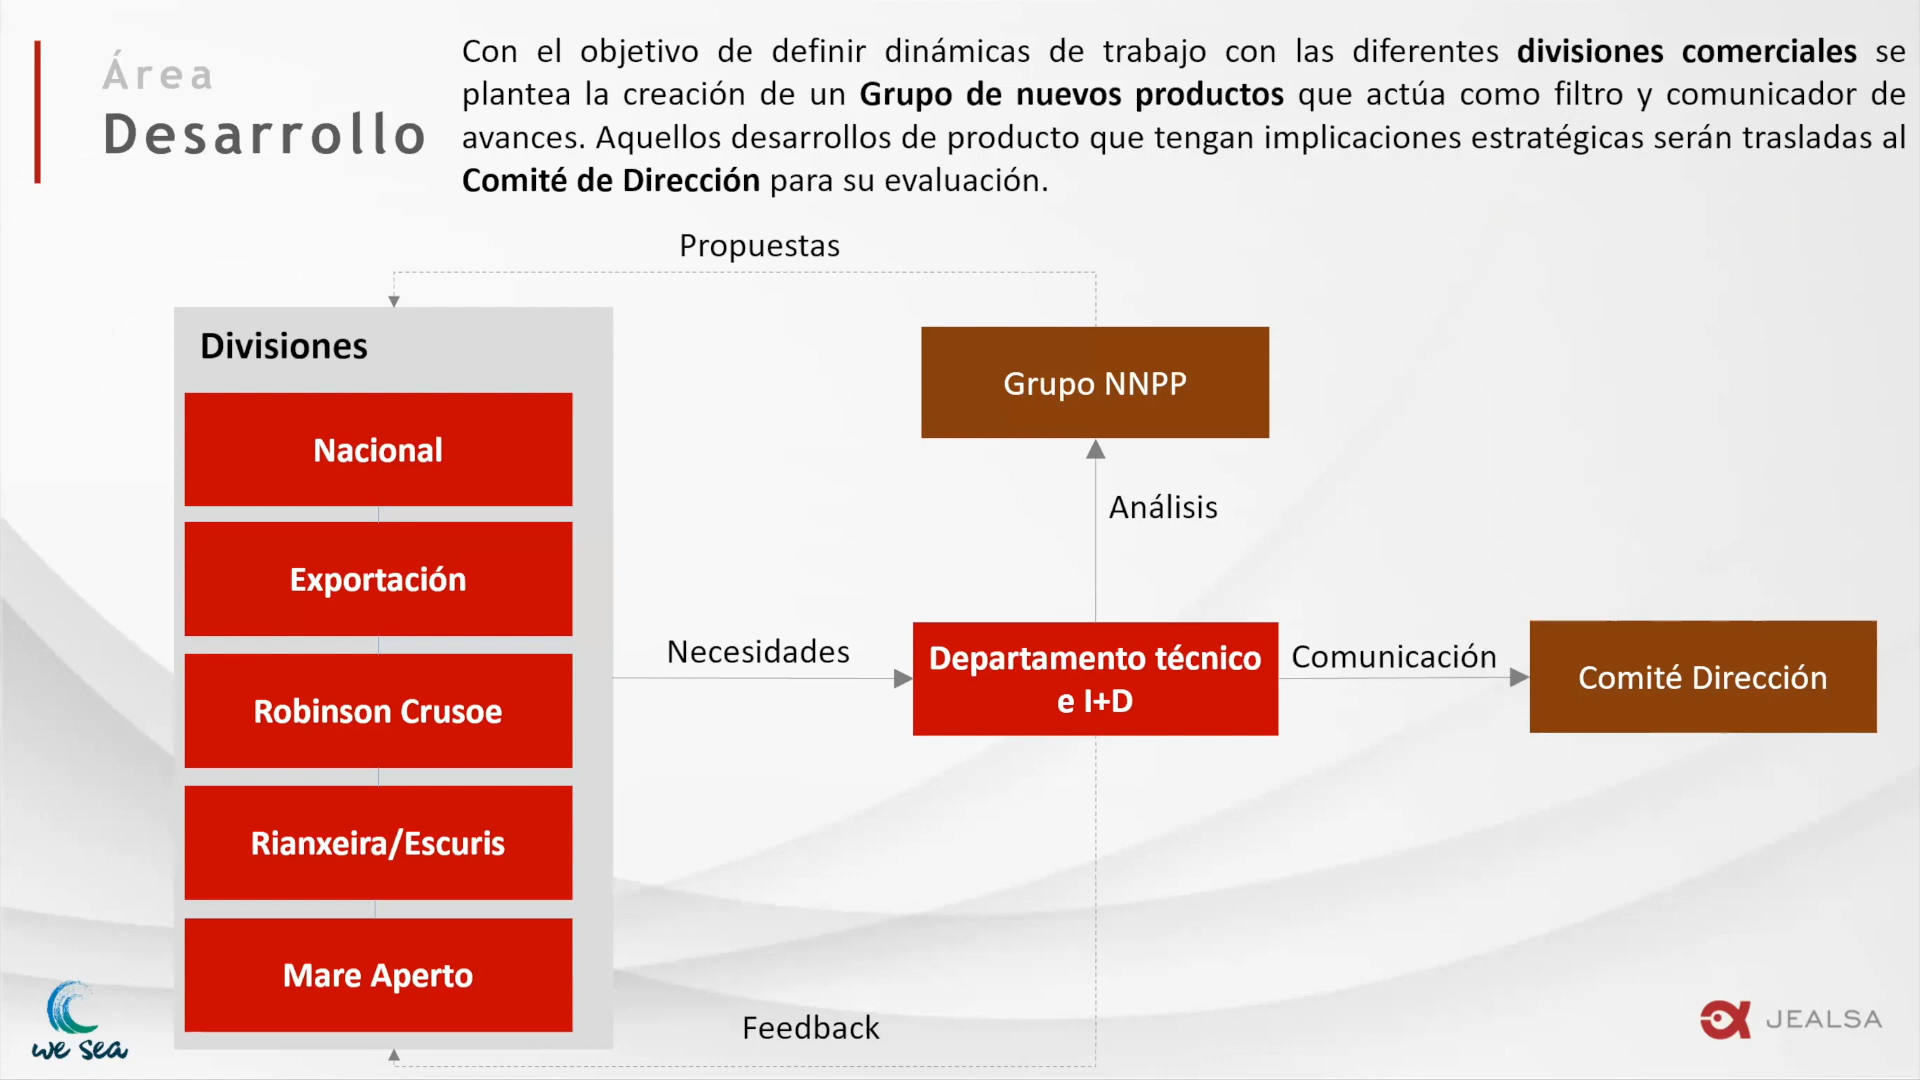 Área
Desarrollo
Con el objetivo de definir dinámicas de trabajo con las diferentes divisiones comerciales se
plantea la creación de un Grupo de nuevos productos que actúa como filtro y comunicador de
avances. Aquellos desarrollos de producto que tengan implicaciones estratégicas serán trasladas al
Comité de Dirección para su evaluación.
Propuestas
Divisiones
Nacional
Exportación
Robinson Crusoe
Rianxeira/Escuris
Mare Aperto
Necesidades
Grupo NNPP
Análisis
Departamento técnico
e I+D
Comunicación
Comité Dirección
Feedback
we sea
JEALSA